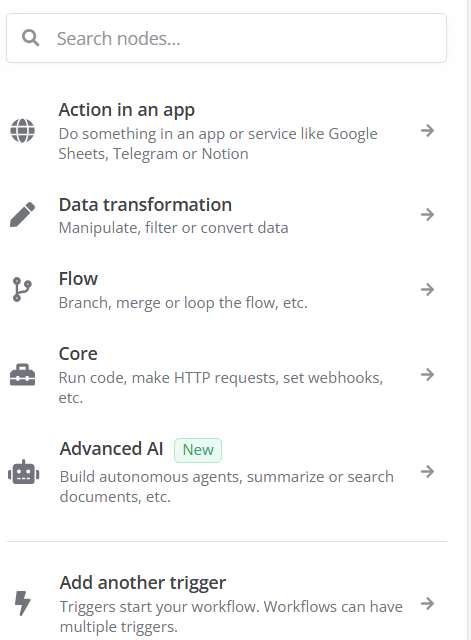 Search nodes...
Action in an app
Do something in an app or service like Google
Sheets, Telegram or Notion
Data transformation
Manipulate, filter or convert data
Flow
Branch, merge or loop the flow, etc.
Core
Run code, make HTTP requests, set webhooks,
etc.
Advanced AI New
Build autonomous agents, summarize or search
documents, etc.
Add another trigger
Triggers start your workflow. Workflows can have
multiple triggers.